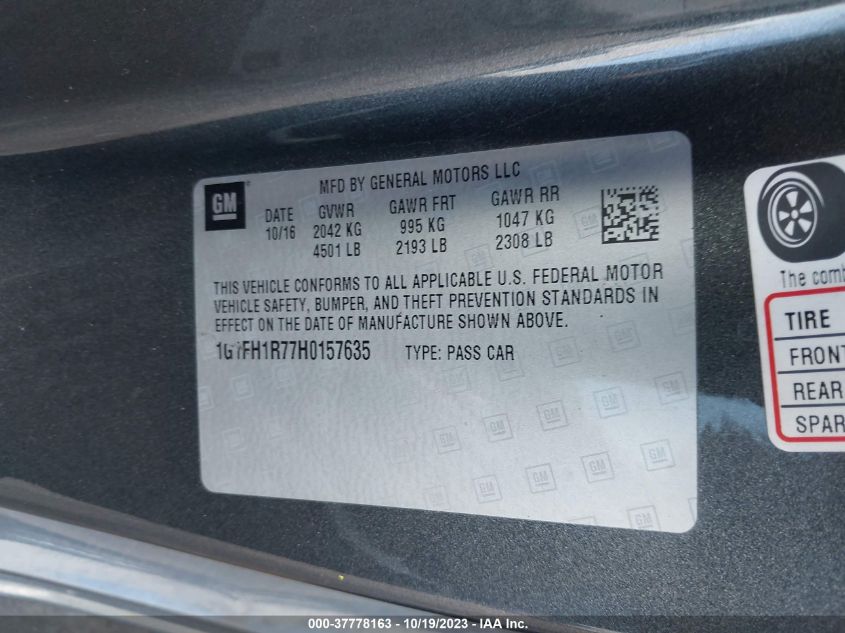 GM
MFD BY GENERAL MOTORS LLC
DATE GVWR GAWR FRT GAWR RR
10/16 2042 KG 995 KG 1047 KG
4501 LB 2193 LB 2308 LB
THIS VEHICLE CONFORMS TO ALL APPLICABLE U.S. FEDERAL MOTOR
VEHICLE SAFETY, BUMPER, AND THEFT PREVENTION STANDARDS IN
EFFECT ON THE DATE OF MANUFACTURE SHOWN ABOVE.
1G1FH1R77H0157635 TYPE: PASS CAR
The comb
TIRE
FRONT
REAR
SPAR
000-37778163 - 10/19/2023 - IAA Inc.